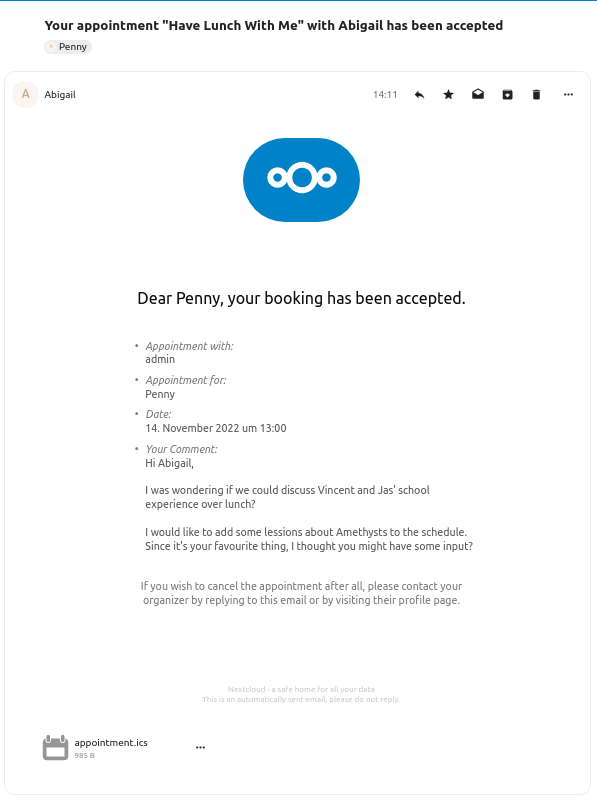 Your appointment "Have Lunch With Me" with Abigail has been accepted
A Penny
A Abigail 14:11
Dear Penny, your booking has been accepted.
• Appointment with:
admin
• Appointment for:
Penny
• Date:
14. November 2022 um 13:00
• Your Comment:
Hi Abigail,
I was wondering if we could discuss Vincent and Jas' school
experience over lunch?
I would like to add some lessions about Amethysts to the schedule.
Since it's your favourite thing, I thought you might have some input?
If you wish to cancel the appointment after all, please contact your
organizer by replying to this email or by visiting their profile page.
Nextcloud - a safe home for all your data
This is an automatically sent email, please do not reply.
appointment.ics
985 B